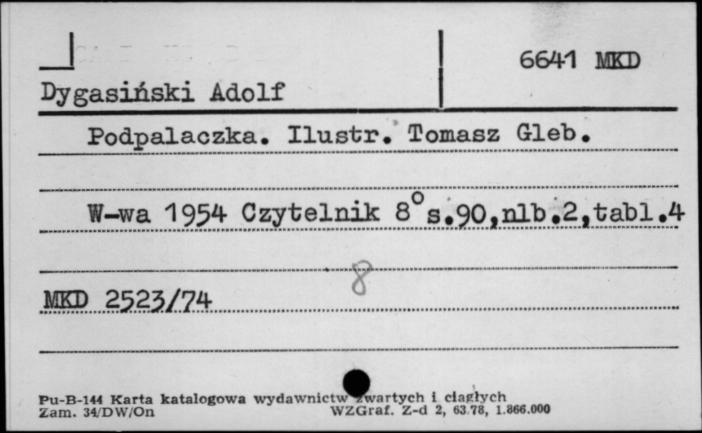 6641 MKD
Dygasiński Adolf
Podpalaczka. Ilustr. Tomasz Gleb.
W-wa 1954 Czytelnik 8° s.90,nlb.2,tabl.4
8
MKD 2523/74
Pu-B-144 Karta katalogowa wydawnictw zwartych i ciągłych
Zam. 34/DW/On WZGraf. Z-d 2, 63.78, 1.866.000